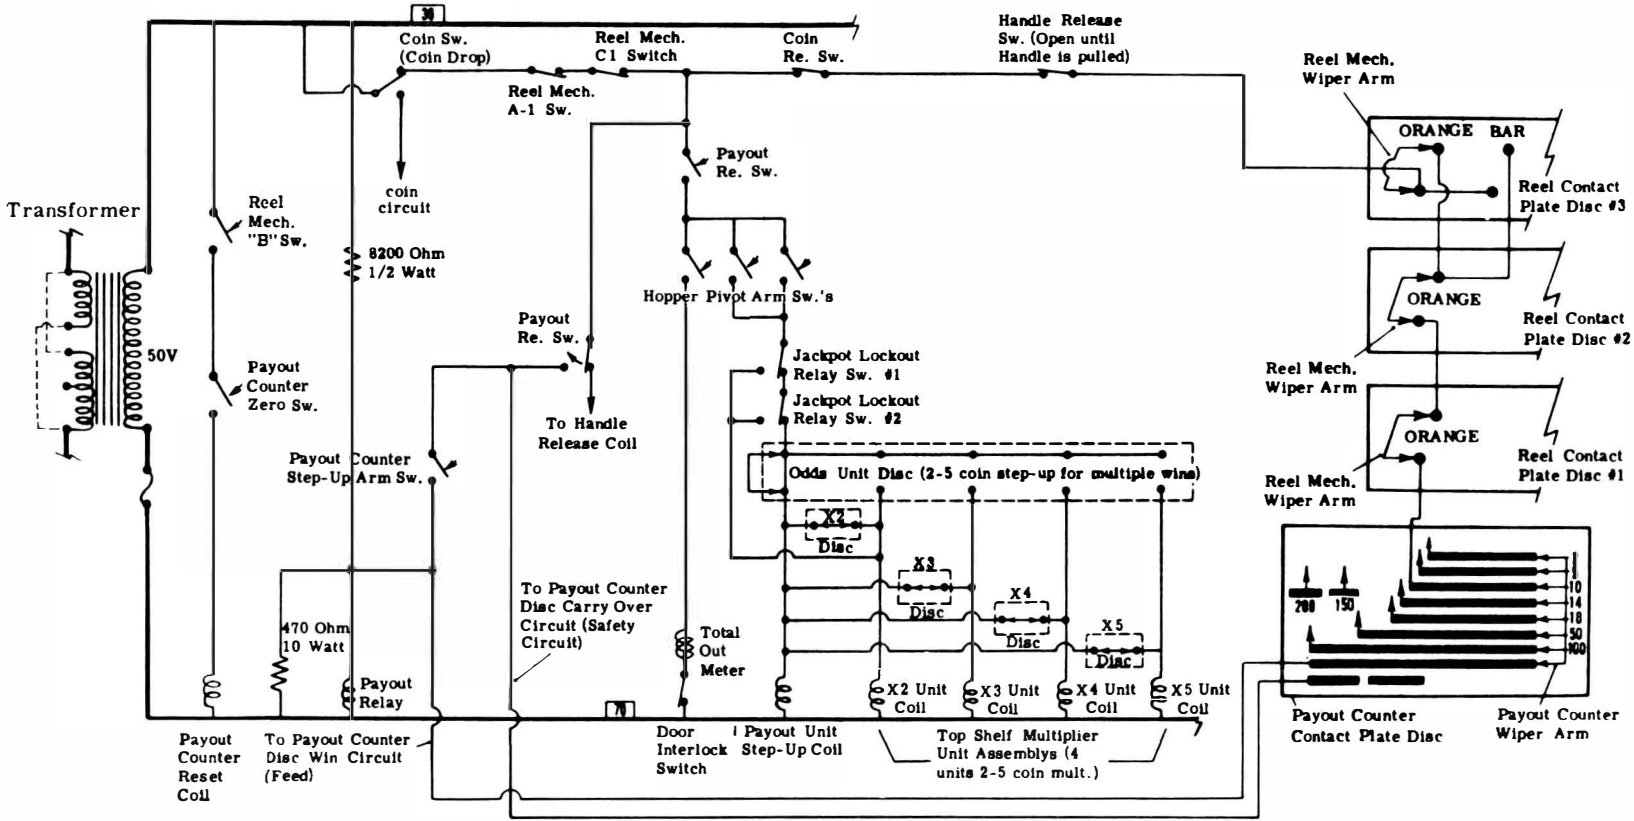 30
Coin Sw.
(Coin Drop)
Reel Mech.
C1 Switch
Coin
Re. Sw.
Handle Release
Sw. (Open until
Handle is pulled)
Reel Mech.
Wiper Arm
Reel Mech.
A-1 Sw.
ORANGE BAR
Payout
Re. Sw.
coin
circuit
Reel Contact
Plate Disc #3
Transformer
Reel
Mech.
"B" Sw.
8200 Ohm
1/2 Watt
Hopper Pivot Arm Sw.'s
ORANGE
Reel Contact
Plate Disc #2
Payout
Re. Sw.
50V
Jackpot Lockout
Relay Sw. #1
Reel Mech.
Wiper Arm
Payout
Counter
Zero Sw.
Jackpot Lockout
Relay Sw. #2
To Handle
Release Coil
ORANGE
Payout Counter
Step-Up Arm Sw.
Odds Unit Disc (2-5 coin step-up for multiple wins)
Reel Contact
Plate Disc #1
Reel Mech.
Wiper Arm
X2
Disc
X3
Disc
X4
Disc
X5
Disc
To Payout Counter
Disc Carry Over
Circuit (Safety
Circuit)
200 150
10
14
18
50
100
470 Ohm
10 Watt
Total
Out
Meter
Payout
Relay
X2 Unit
Coil
X3 Unit
Coil
X4 Unit
Coil
X5 Unit
Coil
70
Payout Counter
Contact Plate Disc
Payout Counter
Wiper Arm
Payout
Counter
Reset
Coil
To Payout Counter
Disc Win Circuit
(Feed)
Door
Interlock
Switch
Payout Unit
Step-Up Coil
Top Shelf Multiplier
Unit Assemblys (4
units 2-5 coin mult.)